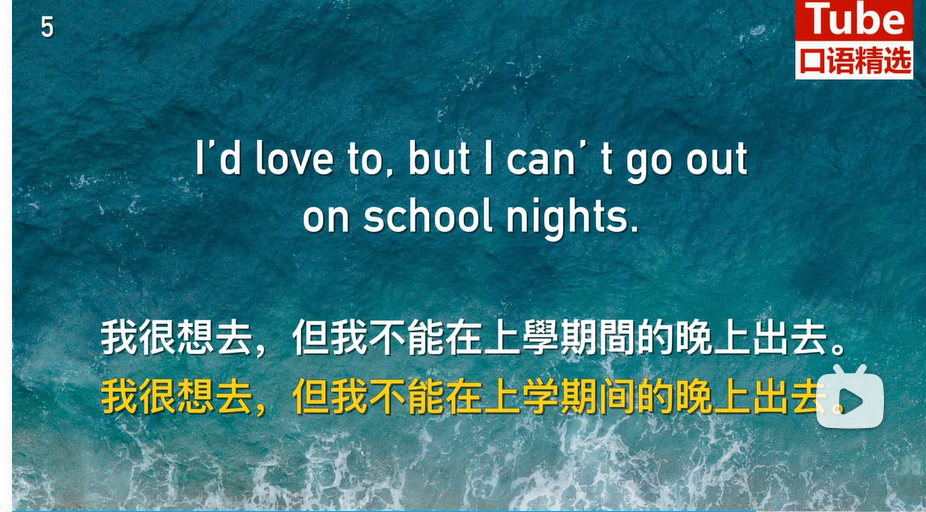 5
Tube
口语精选
I’d love to, but I can’ t go out
on school nights.
我很想去，但我不能在上學期間的晚上出去。
我很想去，但我不能在上学期间的晚上出去。